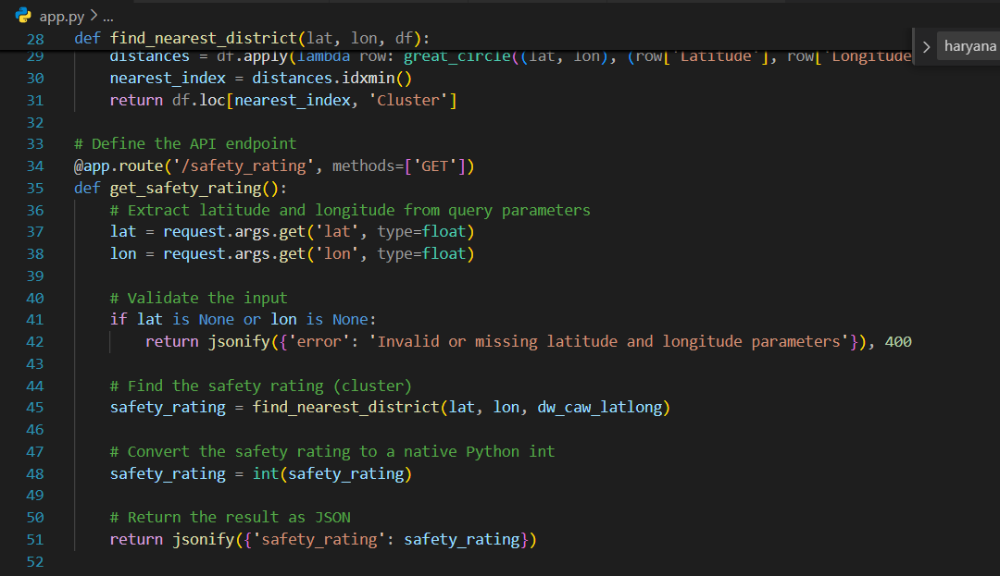 app.py > ...
28 def find_nearest_district(lat, lon, df):
haryana
29 distances = df.apply(lambda row: great_circle((lat, lon), (row['Latitude'], row['Longitude
30 nearest_index = distances.idxmin()
31 return df.loc[nearest_index, 'Cluster']
32
33 # Define the API endpoint
34 @app.route('/safety_rating', methods=['GET'])
35 def get_safety_rating():
36 # Extract latitude and longitude from query parameters
37 lat = request.args.get('lat', type=float)
38 lon = request.args.get('lon', type=float)
39
40 # Validate the input
41 if lat is None or lon is None:
42 return jsonify({'error': 'Invalid or missing latitude and longitude parameters'}), 400
43
44 # Find the safety rating (cluster)
45 safety_rating = find_nearest_district(lat, lon, dw_caw_latlong)
46
47 # Convert the safety rating to a native Python int
48 safety_rating = int(safety_rating)
49
50 # Return the result as JSON
51 return jsonify({'safety_rating': safety_rating})
52